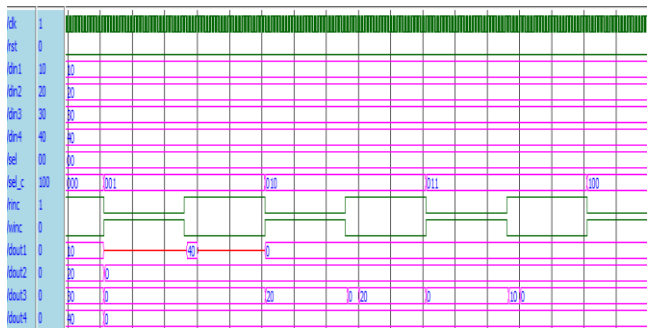 /clk 1
/rst 0
/din1 10 10
/din2 20 20
/din3 30 30
/din4 40 40
/sel 00 00
/sel_c 100 000 001 010 011 100
/rinc 1
/winc 0
/dout1 0 10 40 0
/dout2 0 20 0
/dout3 0 30 0 20 0 20 0 10 0
/dout4 0 40 0